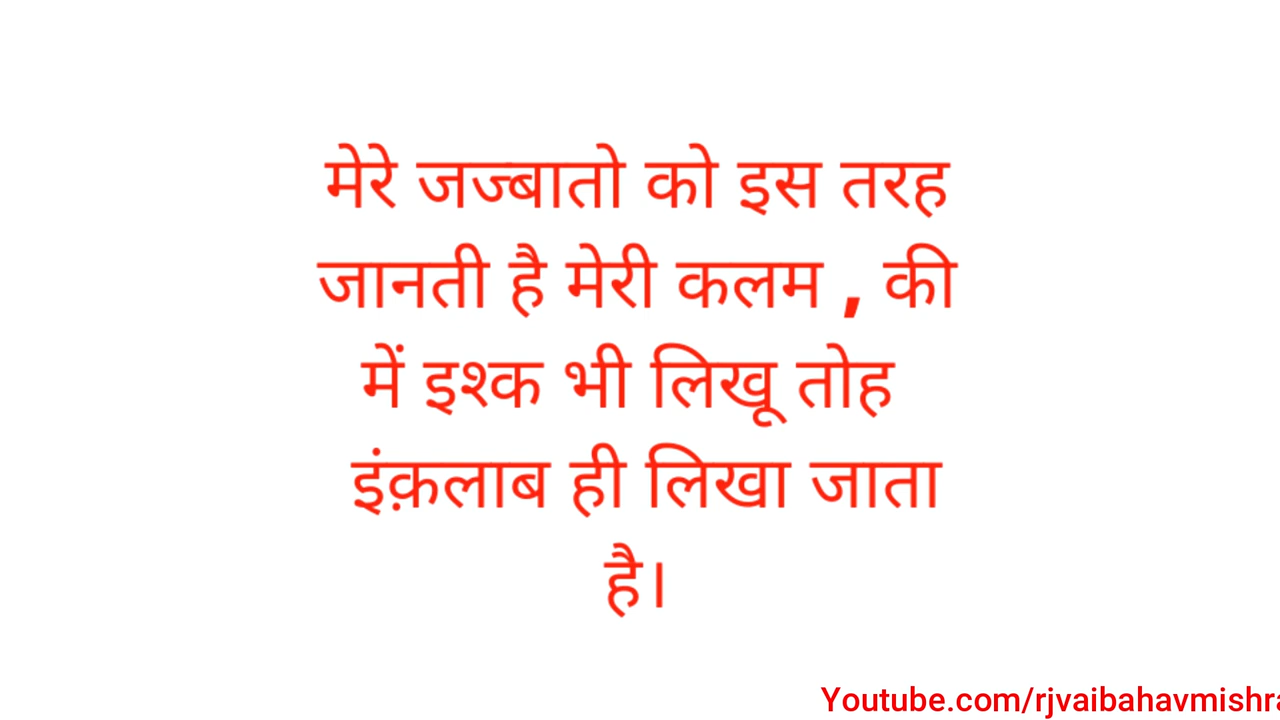 मेरे जज्बातो को इस तरह
जानती है मेरी कलम , की
में इश्क भी लिखू तोह
इंक़लाब ही लिखा जाता
है।
Youtube.com/rjvaibahavmishra